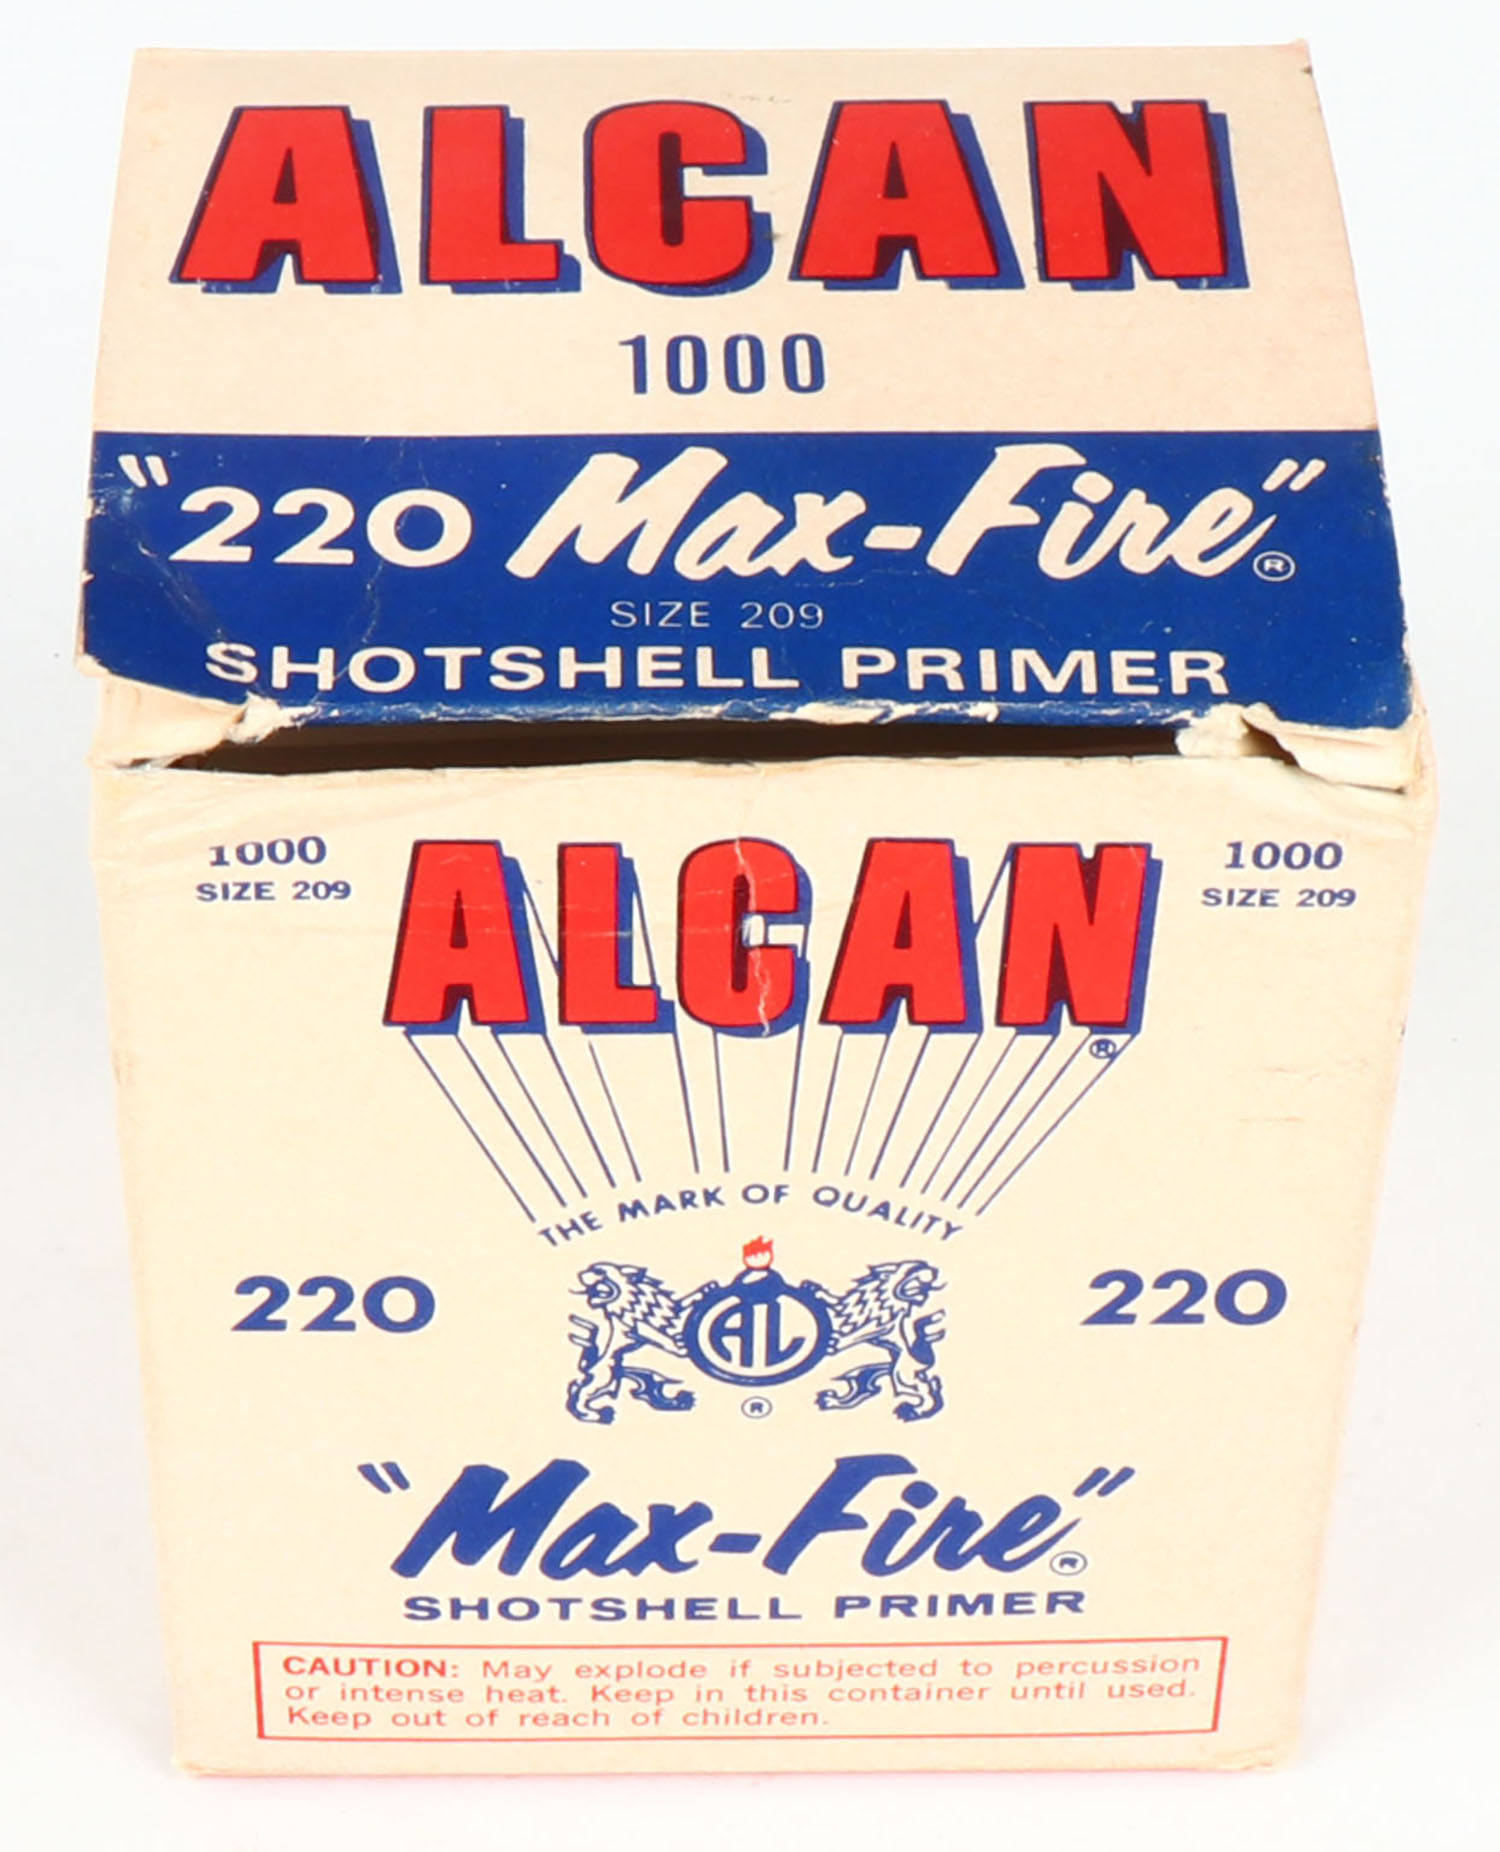 ALCAN
1000
"220 Max-Fire"®
SIZE 209
SHOTSHELL PRIMER
1000
SIZE 209
ALCAN®
1000
SIZE 209
THE MARK OF QUALITY
220
AL
®
220
"Max-Fire"®
SHOTSHELL PRIMER
CAUTION: May explode if subjected to percussion
or intense heat. Keep in this container until used.
Keep out of reach of children.